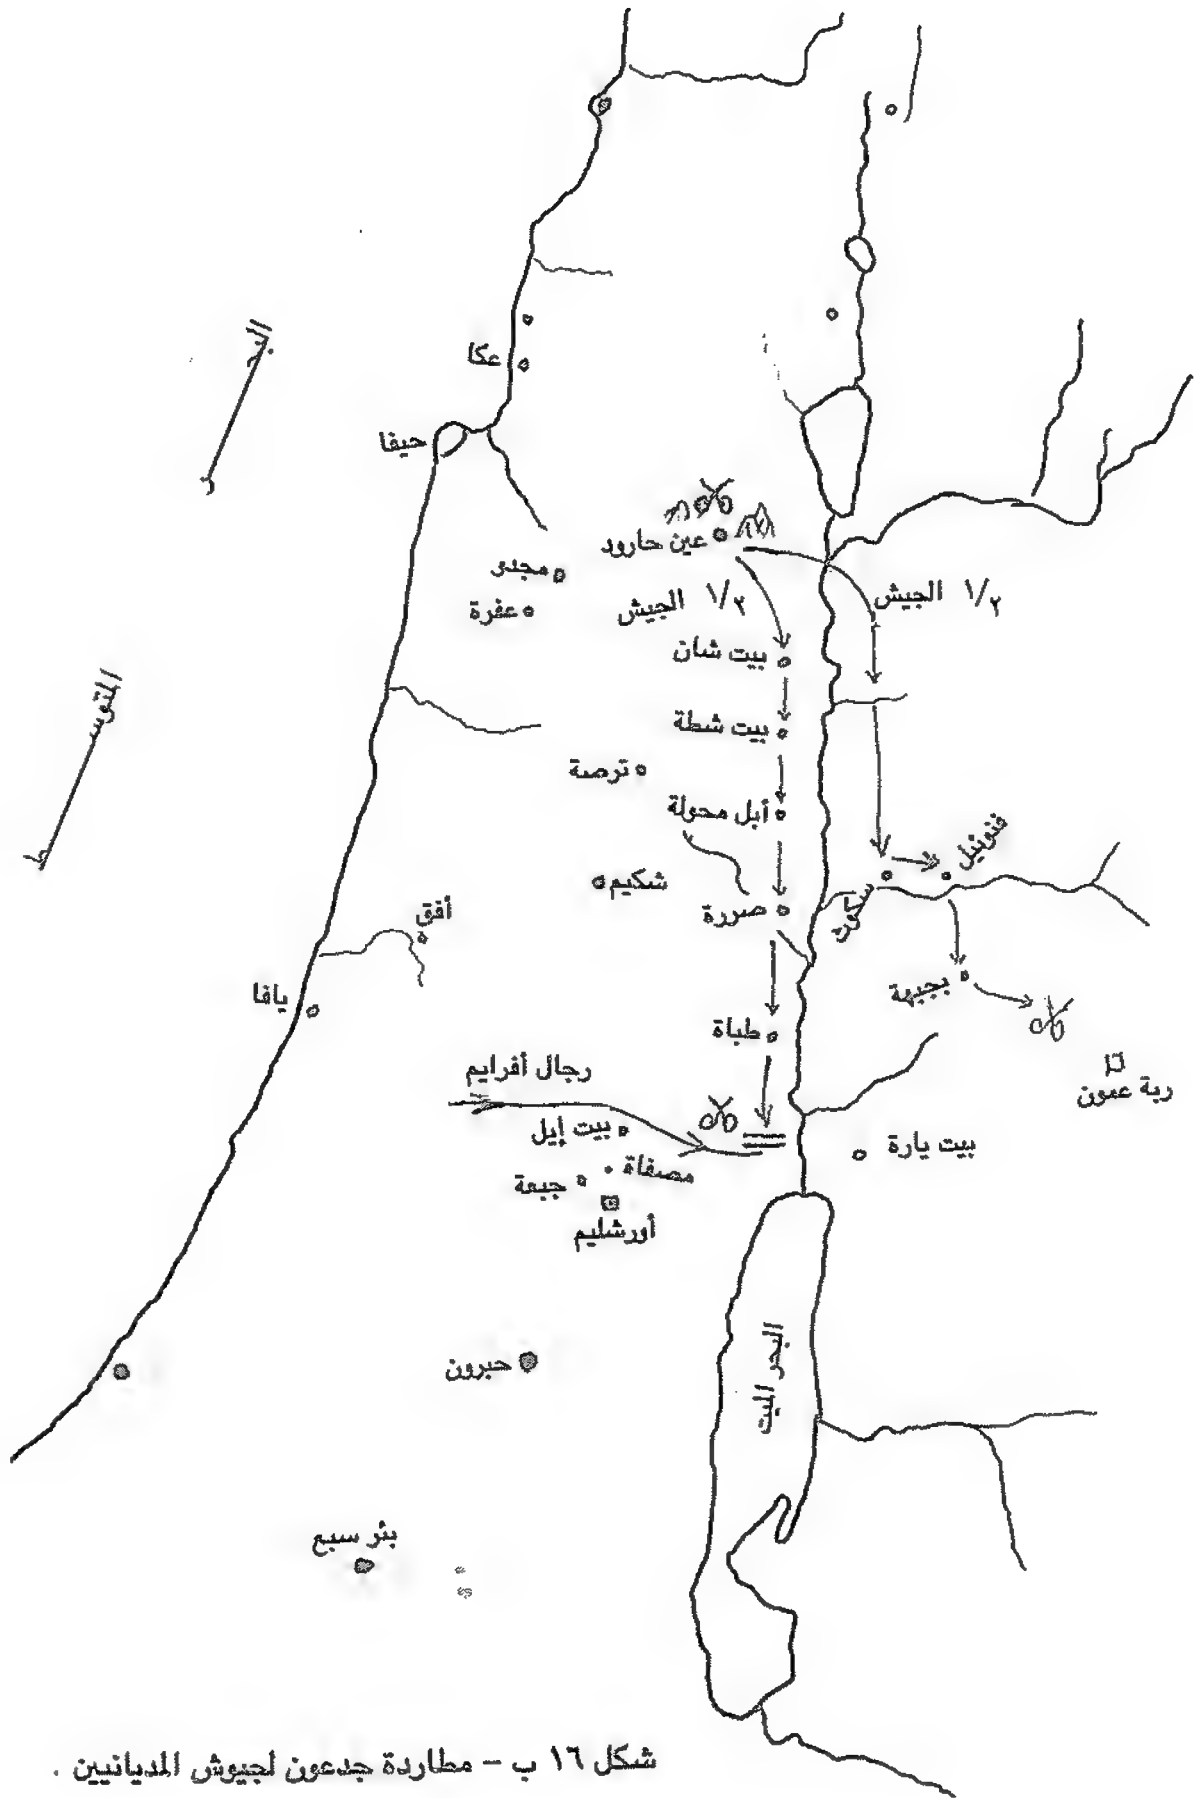 البحر
المتوسط
عكا
حيفا
عين حارود
مجدو
عفرة
١/٢ الجيش
١/٢ الجيش
بيت شان
بيت شطة
ترصة
أبل محولة
شكيم
صررة
سكوث
فنوئيل
أفق
يافا
يجبهة
طباة
رجال أفرايم
ربة عمون
بيت إيل
بيت يارة
مصفاة
جبعة
أورشليم
البحر الميت
حبرون
بئر سبع
شكل ١٦ ب – مطاردة جدعون لجيوش المديانيين .